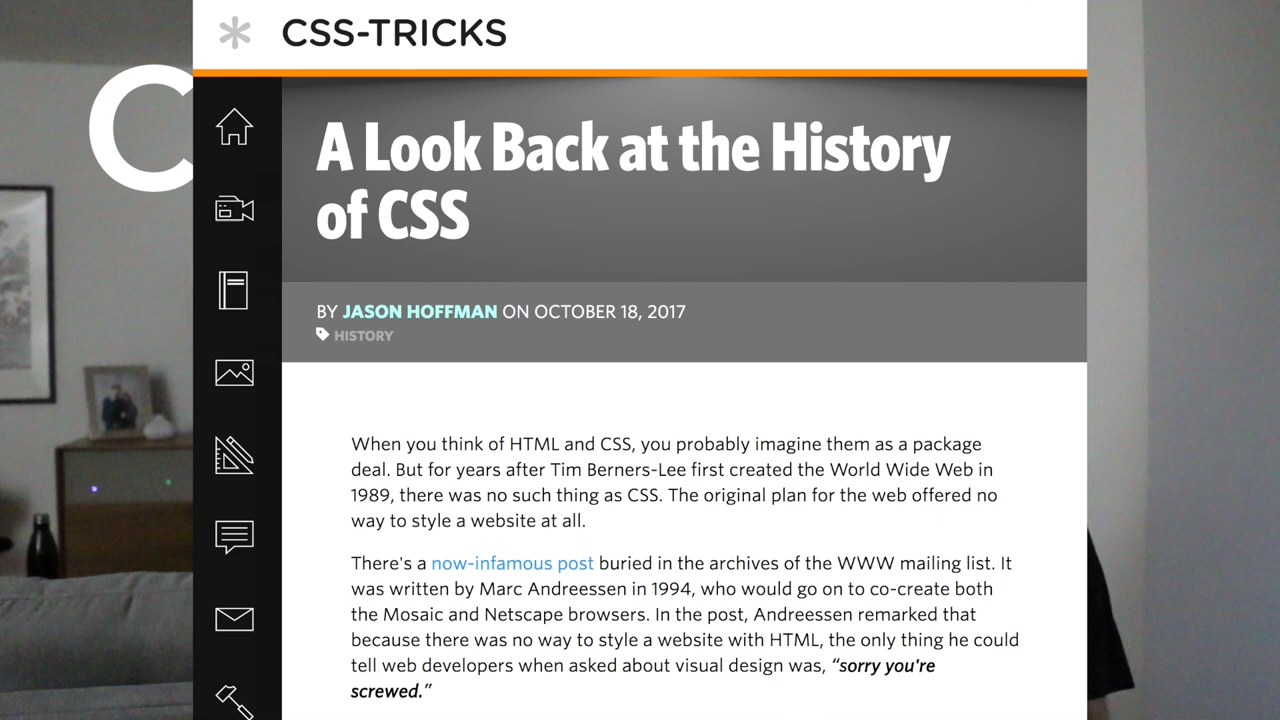 CSS-TRICKS
C
A Look Back at the History
of CSS
BY JASON HOFFMAN ON OCTOBER 18, 2017
HISTORY
When you think of HTML and CSS, you probably imagine them as a package
deal. But for years after Tim Berners-Lee first created the World Wide Web in
1989, there was no such thing as CSS. The original plan for the web offered no
way to style a website at all.
There's a now-infamous post buried in the archives of the WWW mailing list. It
was written by Marc Andreessen in 1994, who would go on to co-create both
the Mosaic and Netscape browsers. In the post, Andreessen remarked that
because there was no way to style a website with HTML, the only thing he could
tell web developers when asked about visual design was, “sorry you're
screwed.”